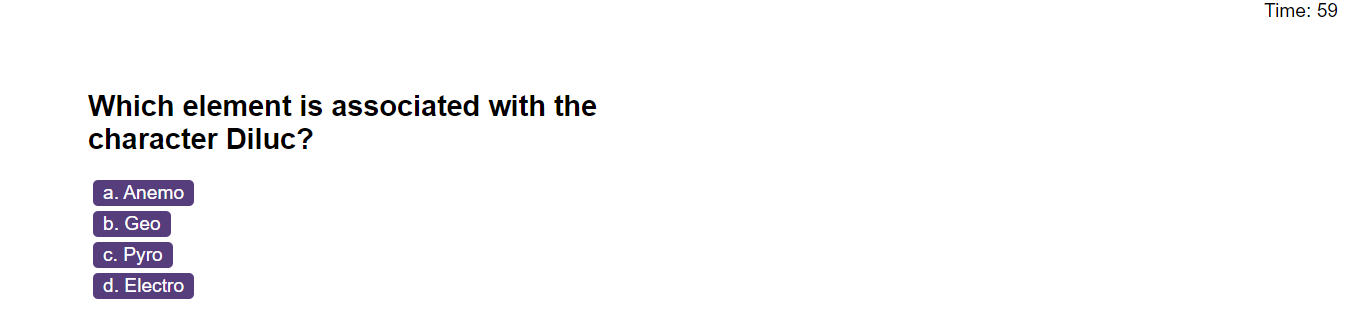 Time: 59
Which element is associated with the
character Diluc?
a. Anemo
b. Geo
c. Pyro
d. Electro